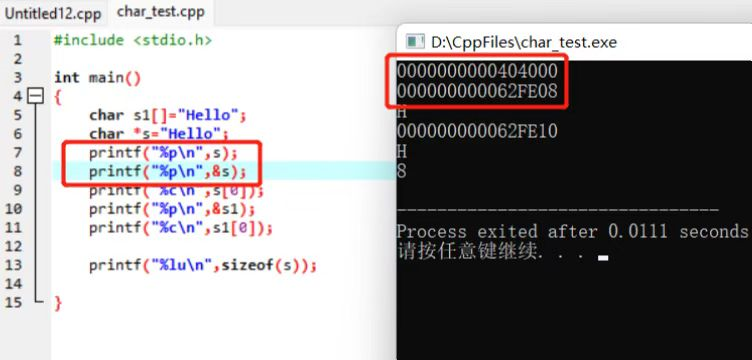 Untitled12.cpp char_test.cpp
1 #include <stdio.h>
2
3 int main()
4 {
5 char s1[]="Hello";
6 char *s="Hello";
7 printf("%p\n",s);
8 printf("%p\n",&s);
9 printf("%c\n",s[0]);
10 printf("%p\n",&s1);
11 printf("%c\n",s1[0]);
12
13 printf("%lu\n",sizeof(s));
14
15 }
D:\CppFiles\char_test.exe
0000000000404000
000000000062FE08
H
000000000062FE10
H
8
--------------------------------
Process exited after 0.0111 seconds
请按任意键继续. . .